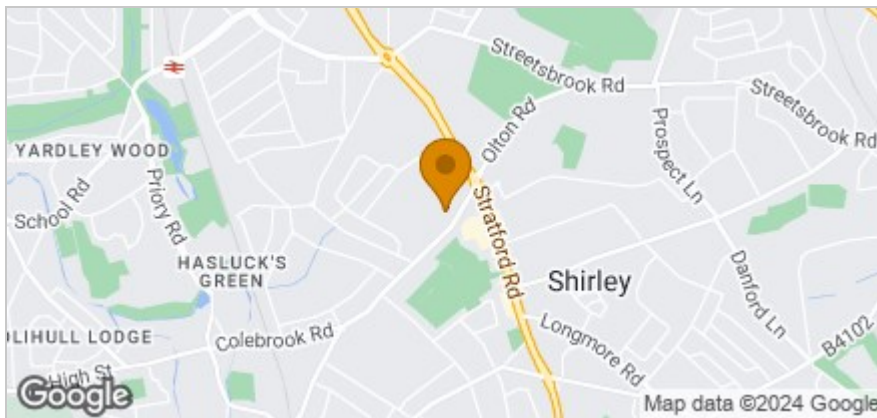 Streetsbrook Rd
Olton Rd
Streetsbrook Rd
Prospect Ln
YARDLEY WOOD
School Rd
Priory Rd
Stratford Rd
HASLUCK'S
GREEN
Shirley
Danford Ln
OLIHULL LODGE
Colebrook Rd
Longmore Rd
B4102
High St
Google
Map data ©2024 Google